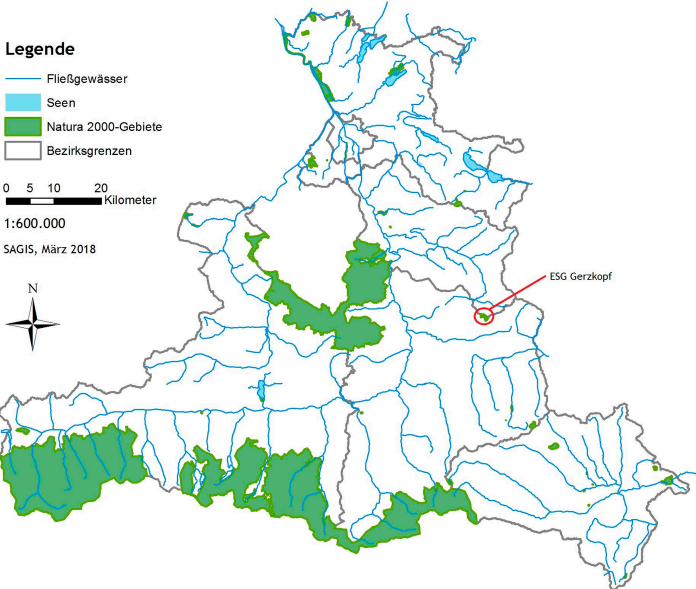 Legende
Fließgewässer
Seen
Natura 2000-Gebiete
Bezirksgrenzen
0 5 10 20
Kilometer
1:600.000
SAGIS, März 2018
N
ESG Gerzkopf